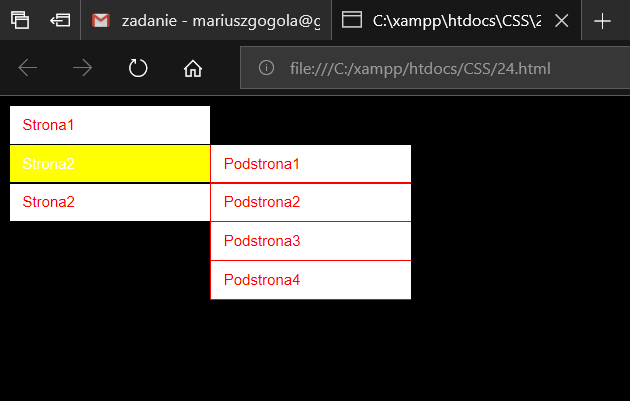 zadanie - mariuszgogola@g
C:\xampp\htdocs\CSS\2
file:///C:/xampp/htdocs/CSS/24.html
Strona1
Strona2
Podstrona1
Strona2
Podstrona2
Podstrona3
Podstrona4